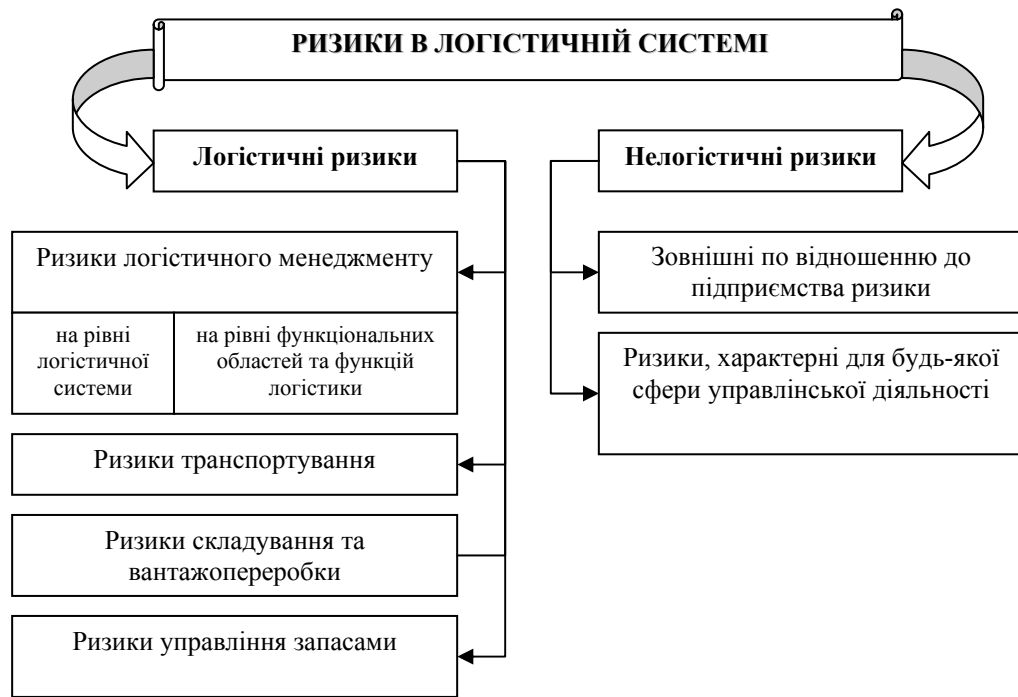 РИЗИКИ В ЛОГІСТИЧНІЙ СИСТЕМІ
Логістичні ризики
Ризики логістичного менеджменту
на рівні
логістичної
системи
на рівні функціональних
областей та функцій
логістики
Ризики транспортування
Ризики складування та
вантажопереробки
Ризики управління запасами
Нелогістичні ризики
Зовнішні по відношенню до
підприємства ризики
Ризики, характерні для будь-якої
сфери управлінської діяльності